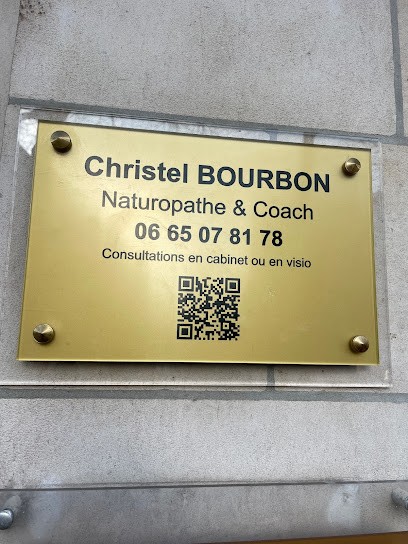 Christel BOURBON
Naturopathe & Coach
06 65 07 81 78
Consultations en cabinet ou en visio